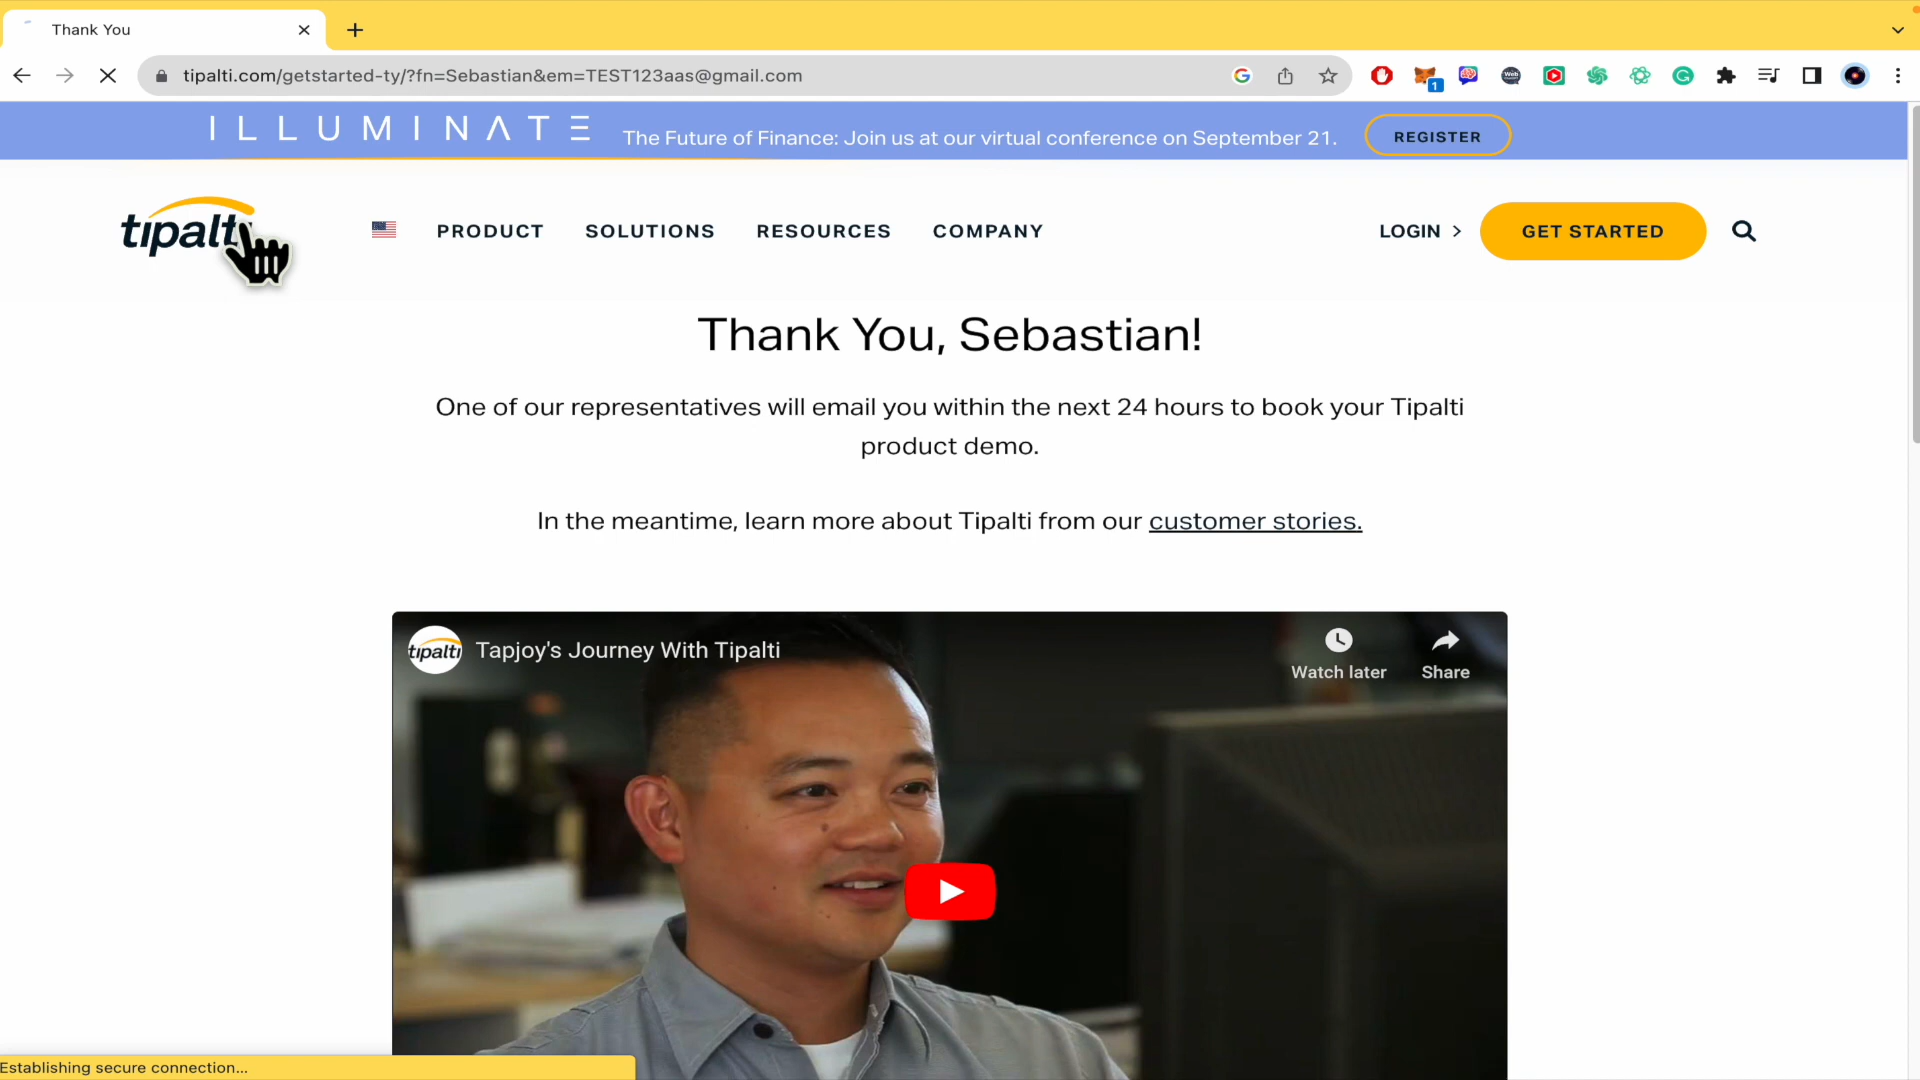 Thank You
tipalti.com/getstarted-ty/?fn=Sebastian&em=TEST123aas@gmail.com
1
ILLUMINATE The Future of Finance: Join us at our virtual conference on September 21. REGISTER
tipalti PRODUCT SOLUTIONS RESOURCES COMPANY LOGIN > GET STARTED
Thank You, Sebastian!
One of our representatives will email you within the next 24 hours to book your Tipalti
product demo.
In the meantime, learn more about Tipalti from our customer stories.
tipalti Tapjoy's Journey With Tipalti
Watch later Share
Establishing secure connection...